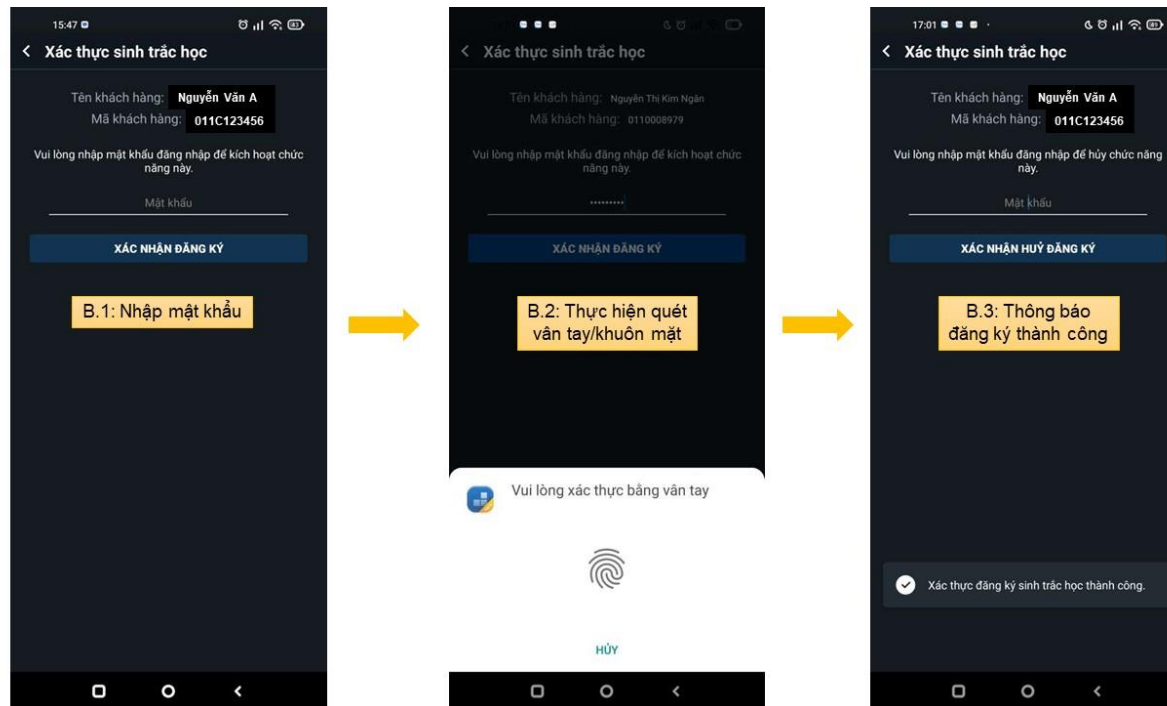 15:47
43
Xác thực sinh trắc học
Tên khách hàng: Nguyễn Văn A
Mã khách hàng: 011C123456
Vui lòng nhập mật khẩu đăng nhập để kích hoạt chức
năng này.
Mật khẩu
XÁC NHẬN ĐĂNG KÝ
B.1: Nhập mật khẩu
Xác thực sinh trắc học
Tên khách hàng: Nguyễn Thị Kim Ngân
Mã khách hàng: 0110008979
Vui lòng nhập mật khẩu đăng nhập để kích hoạt chức
năng này.
•••••••••
XÁC NHẬN ĐĂNG KÝ
B.2: Thực hiện quét
vân tay/khuôn mặt
Vui lòng xác thực bằng vân tay
HỦY
17:01
49
Xác thực sinh trắc học
Tên khách hàng: Nguyễn Văn A
Mã khách hàng: 011C123456
Vui lòng nhập mật khẩu đăng nhập để hủy chức năng
này.
Mật khẩu
XÁC NHẬN HUỶ ĐĂNG KÝ
B.3: Thông báo
đăng ký thành công
Xác thực đăng ký sinh trắc học thành công.